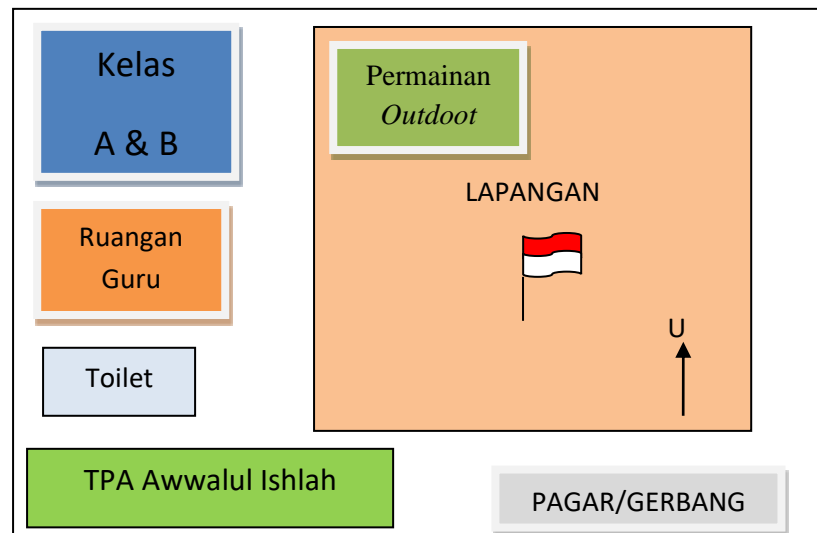 Kelas
A & B
Permainan
Outdoot
LAPANGAN
Ruangan
Guru
U
Toilet
TPA Awwalul Ishlah
PAGAR/GERBANG